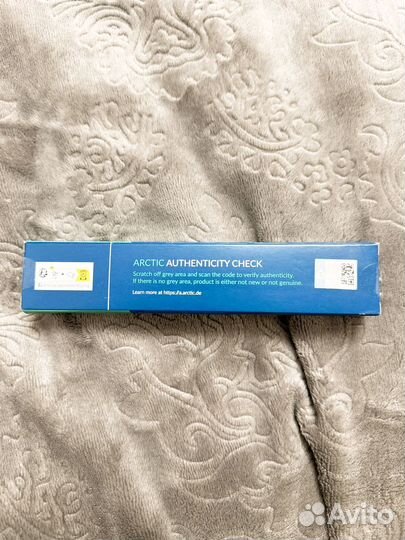 ARCTIC AUTHENTICITY CHECK
Scratch off grey area and scan the code to verify authenticity.
If there is no grey area, product is either not new or not genuine.
Learn more at https://a.arctic.de
Avito